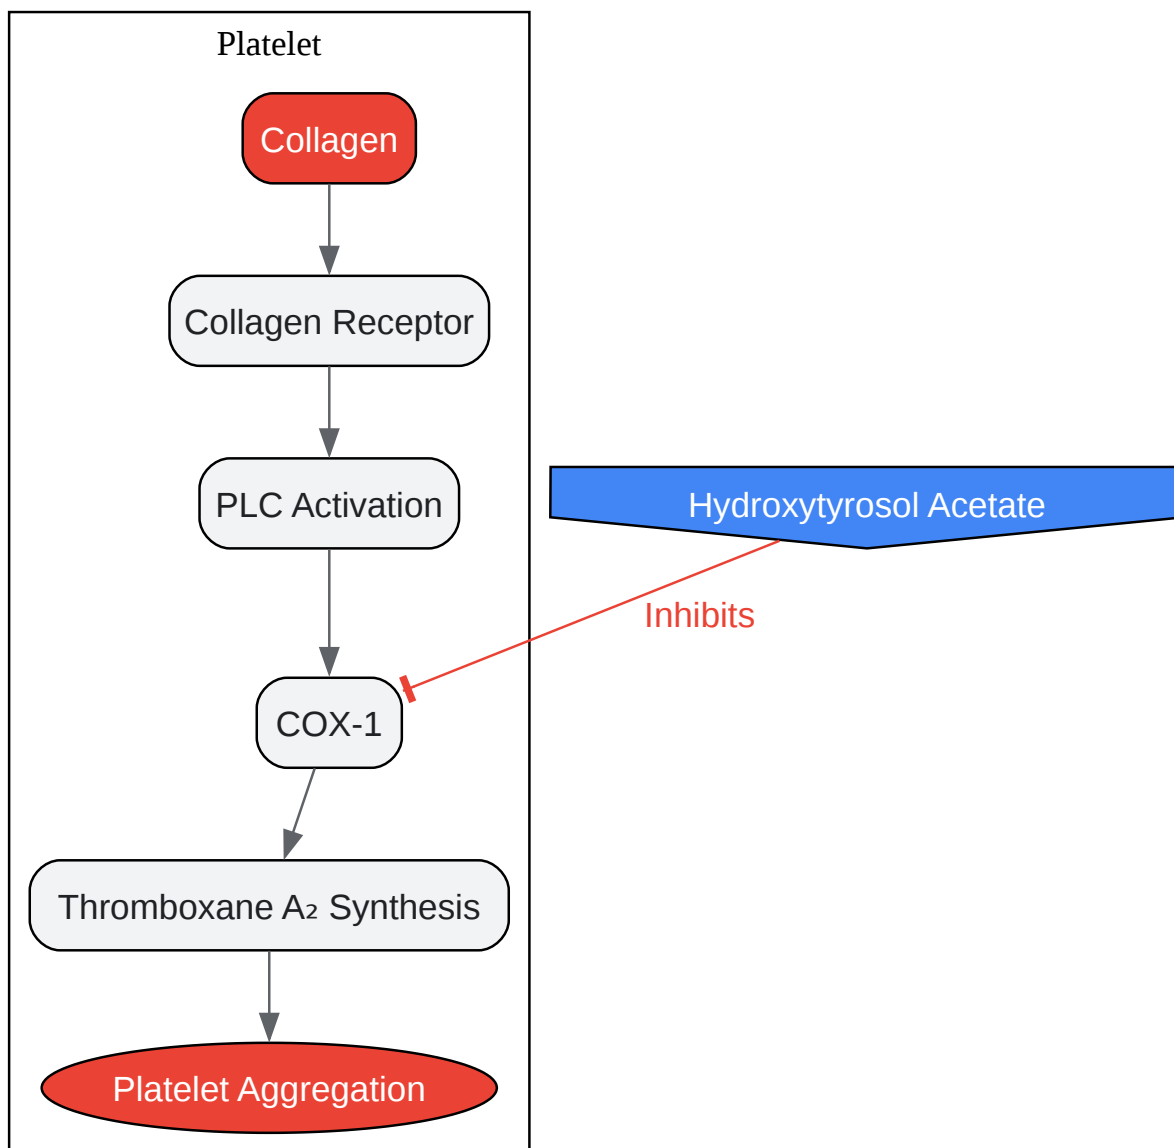 Platelet
Collagen
Collagen Receptor
PLC Activation
Hydroxytyrosol Acetate
Inhibits
COX-1
Thromboxane A₂ Synthesis
Platelet Aggregation